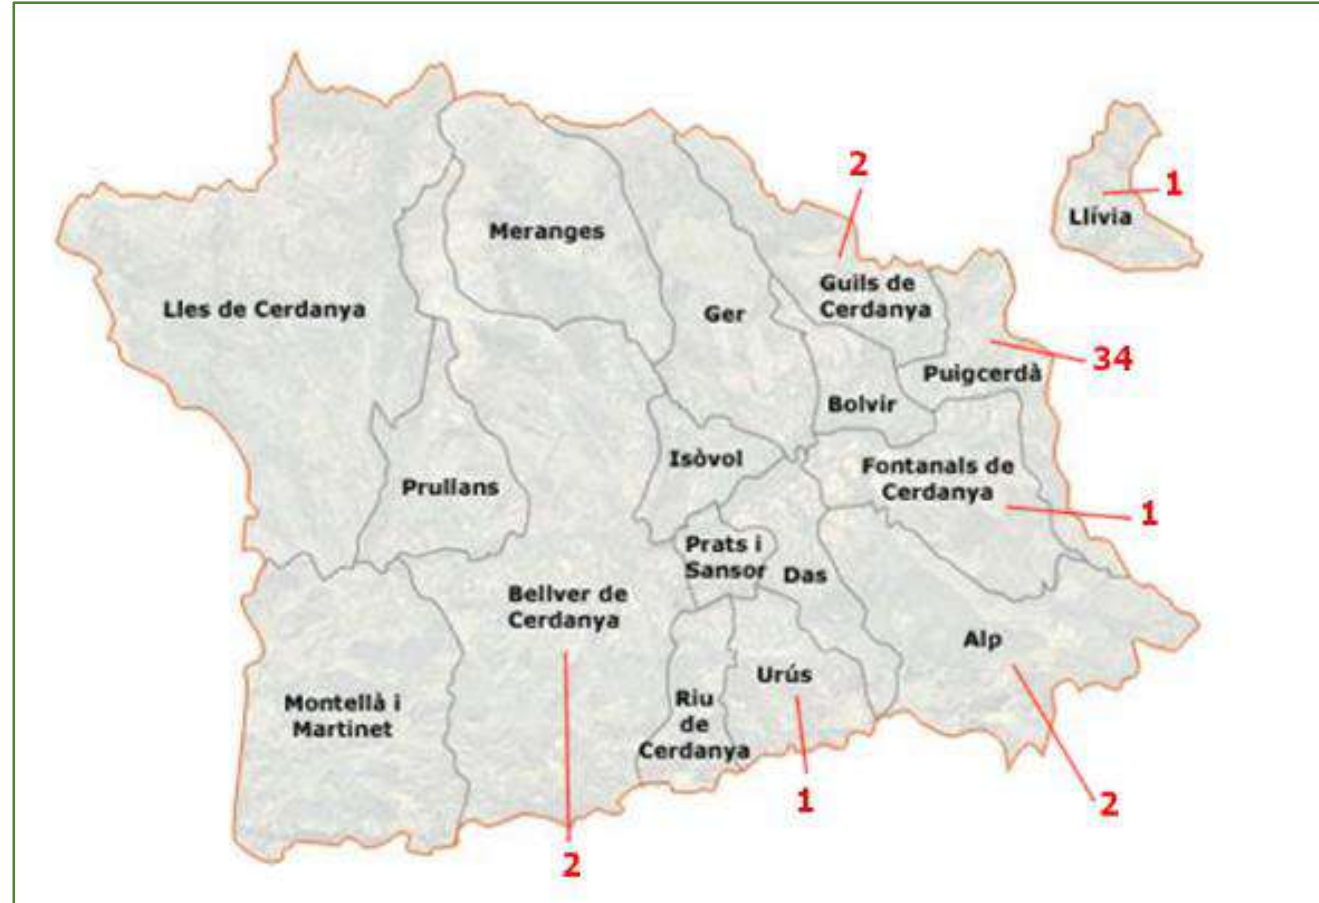 2
1
Llívia
Meranges
Guils de
Cerdanya
Lles de Cerdanya
Ger
34
Puigcerdà
Bolvir
Isòvol
Fontanals de
Cerdanya
Prullans
1
Prats i
Sansor
Das
Bellver de
Cerdanya
Alp
Urús
Montellà i
Martinet
Riu
de
Cerdanya
1
2
2